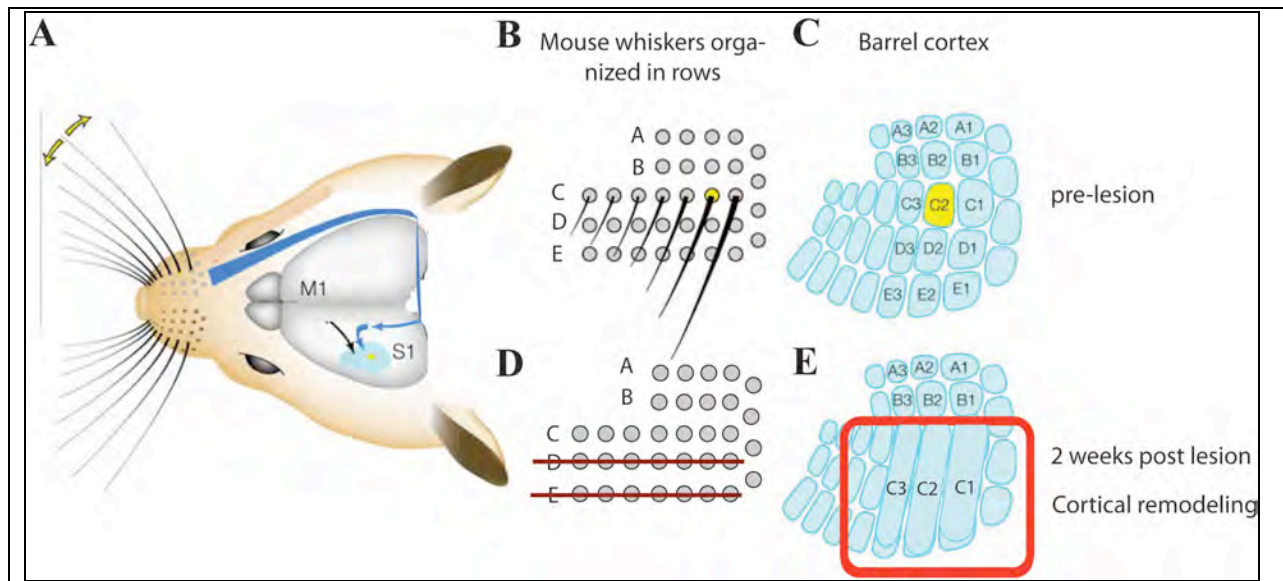 A
M1
S1
B
Mouse whiskers orga-
nized in rows
A
B
C
D
E
C
Barrel cortex
A3 A2 A1
B3 B2 B1
C3 C2 C1
D3 D2 D1
E3 E2 E1
pre-lesion
D
A
B
C
D
E
E
A3 A2 A1
B3 B2 B1
C3 C2 C1
2 weeks post lesion
Cortical remodeling